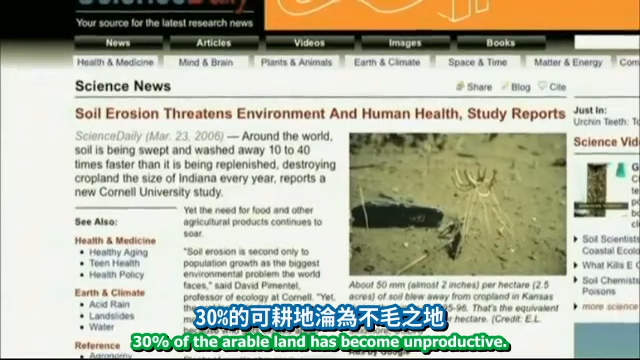 ScienceDaily
Your source for the latest research news
News Articles Videos Images Books
Health & Medicine Mind & Brain Plants & Animals Earth & Climate Space & Time Matter & Energy Com
Science News
Share Blog Cite
Soil Erosion Threatens Environment And Human Health, Study Reports
ScienceDaily (Mar. 23, 2006) — Around the world,
soil is being swept and washed away 10 to 40
times faster than it is being replenished, destroying
cropland the size of Indiana every year, reports a
new Cornell University study.
See Also:
Health & Medicine
Healthy Aging
Teen Health
Health Policy
Earth & Climate
Acid Rain
Landslides
Water
Reference
Yet the need for food and other
agricultural products continues to
soar.
"Soil erosion is second only to
population growth as the biggest
environmental problem the world
faces," said David Pimentel,
professor of ecology at Cornell. "Yet,
About 50 mm (almost 2 inches) per hectare (2.5
acres) of soil blew away from cropland in Kansas
95-96. That's the equivalent
(Credit: E.L.
Just In:
Urchin Teeth: To
Science Vide
Soil Scientists
Coastal Ecolo
What Kills E C
Soil Chemists
Poisons
more science
30%的可耕地淪為不毛之地
30% of the arable land has become unproductive.